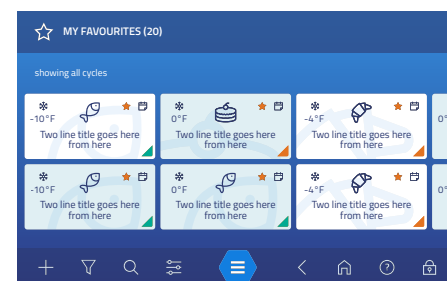 MY FAVOURITES (20)
showing all cycles
-10°F
Two line title goes here
from here
0°F
Two line title goes here
from here
-4°F
Two line title goes here
from here
0°
-10°F
Two line title goes here
from here
0°F
Two line title goes here
from here
-4°F
Two line title goes here
from here
0°